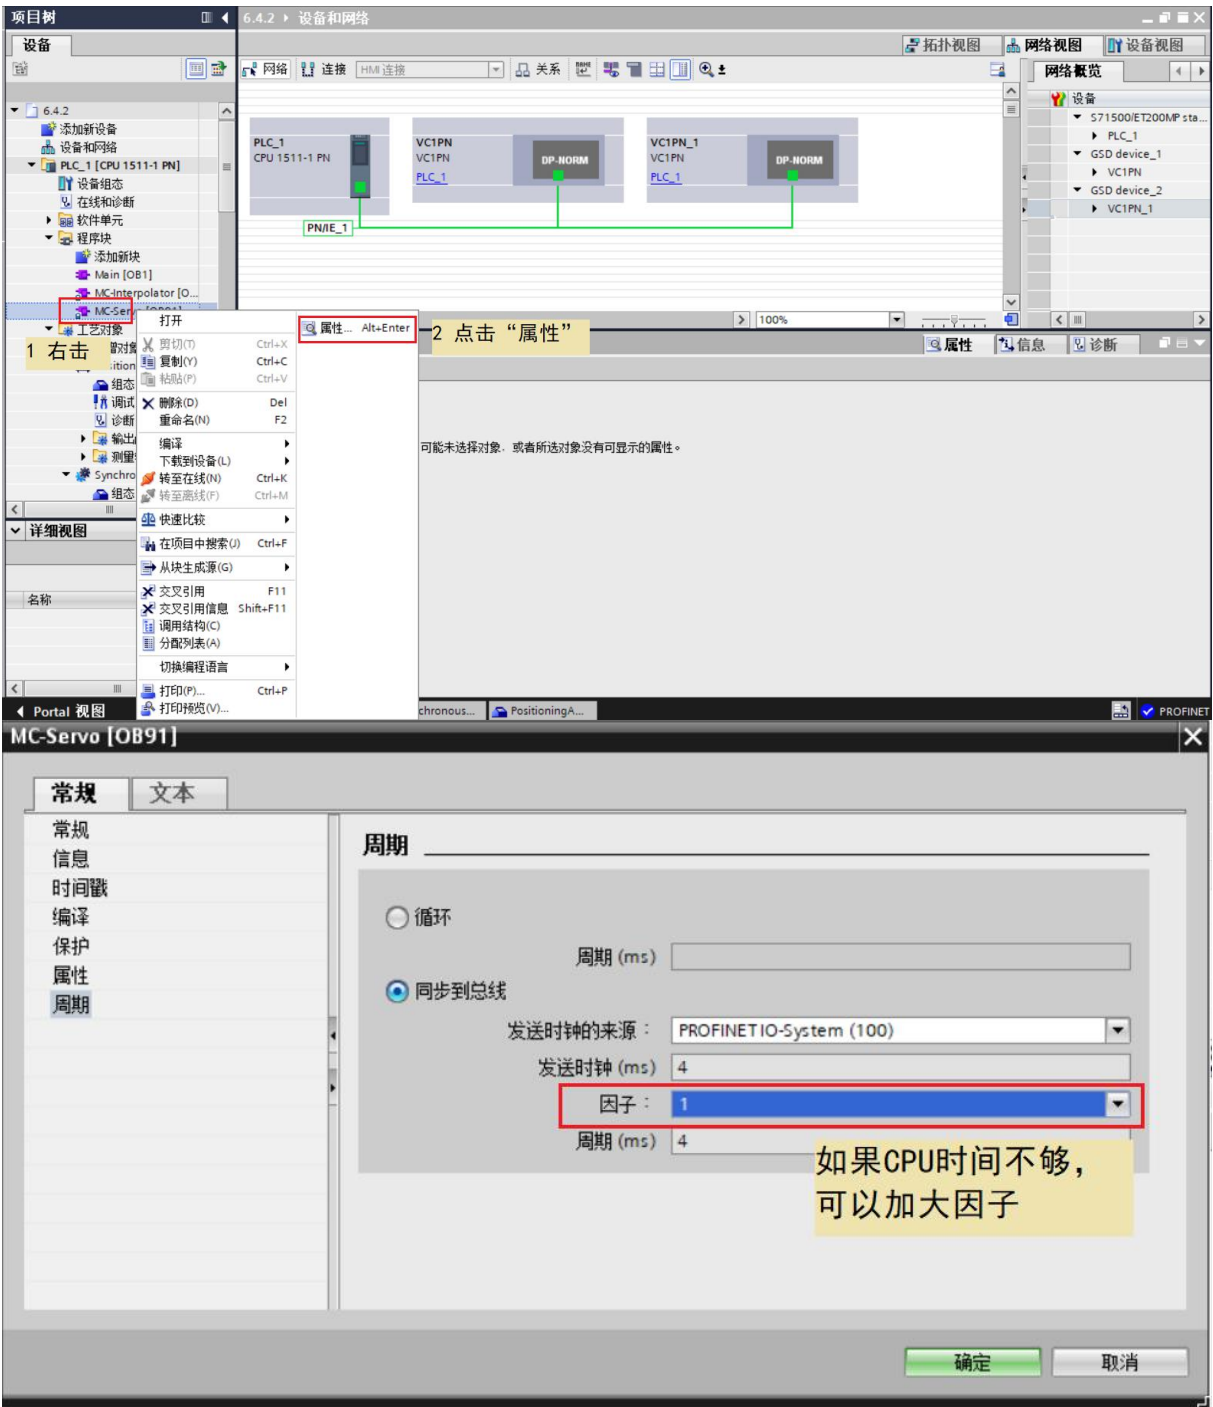 项目树
6.4.2 ▸ 设备和网络
设备
拓扑视图
网络视图
设备视图
网络
连接
HMI连接
关系
网络概览
设备
S71500/ET200MP sta...
PLC_1
GSD device_1
VC1PN
GSD device_2
VC1PN_1
6.4.2
添加新设备
设备和网络
PLC_1 [CPU 1511-1 PN]
设备组态
在线和诊断
软件单元
程序块
添加新块
Main [OB1]
MC-Interpolator [O...
MC-Ser
工艺对象
组态
调试
诊断
Synchro
组态
PLC_1
CPU 1511-1 PN
VC1PN
VC1PN
PLC_1
DP-NORM
VC1PN_1
VC1PN
PLC_1
DP-NORM
PN/IE_1
100%
1 右击
2 点击“属性”
属性... Alt+Enter
打开
剪切(T) Ctrl+X
复制(Y) Ctrl+C
粘贴(P) Ctrl+V
删除(D) Del
重命名(N) F2
编译
下载到设备(L)
转至在线(N) Ctrl+K
转至离线(F) Ctrl+M
快速比较
在项目中搜索(J) Ctrl+F
从块生成源(G)
交叉引用 F11
交叉引用信息 Shift+F11
调用结构(C)
分配列表(A)
切换编程语言
打印(P)... Ctrl+P
打印预览(V)...
属性
信息
诊断
可能未选择对象，或者所选对象没有可显示的属性。
详细视图
名称
Portal 视图
chronous...
PositioningA...
PROFINET
MC-Servo [OB91]
常规
文本
常规
信息
时间戳
编译
保护
属性
周期
周期
循环
周期 (ms)
同步到总线
发送时钟的来源： PROFINET IO-System (100)
发送时钟 (ms) 4
因子： 1
周期 (ms) 4
如果CPU时间不够，
可以加大因子
确定
取消